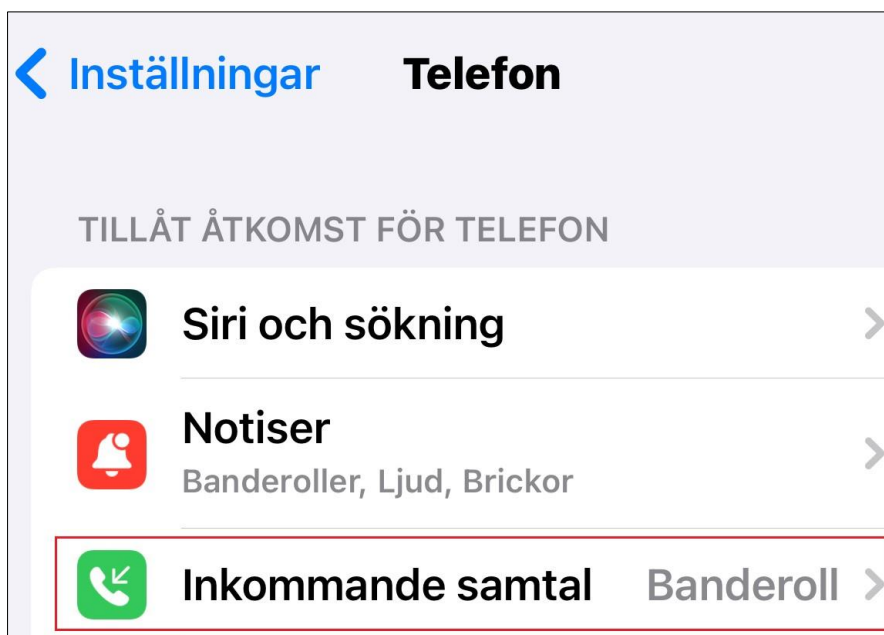 Inställningar Telefon
TILLÅT ÅTKOMST FÖR TELEFON
Siri och sökning
Notiser
Banderoller, Ljud, Brickor
Inkommande samtal Banderoll